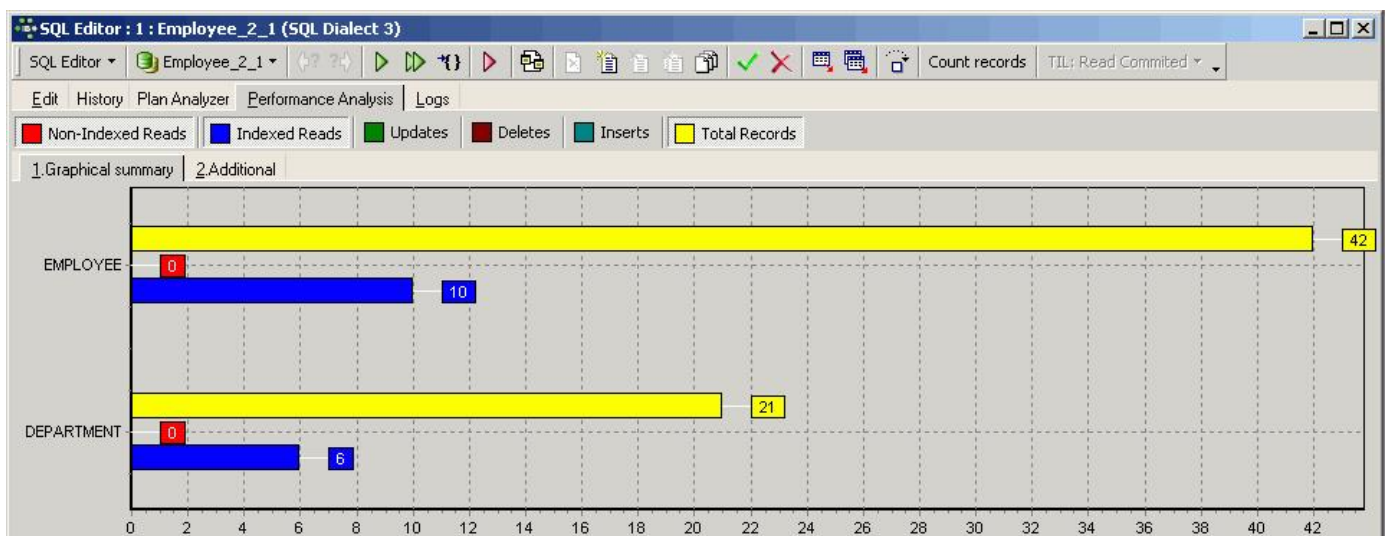 SQL Editor : 1 : Employee_2_1 (SQL Dialect 3)
SQL Editor Employee_2_1 Count records TIL: Read Commited
Edit History Plan Analyzer Performance Analysis Logs
Non-Indexed Reads Indexed Reads Updates Deletes Inserts Total Records
1.Graphical summary 2.Additional
42
EMPLOYEE 0
10
21
DEPARTMENT 0
6
0 2 4 6 8 10 12 14 16 18 20 22 24 26 28 30 32 34 36 38 40 42